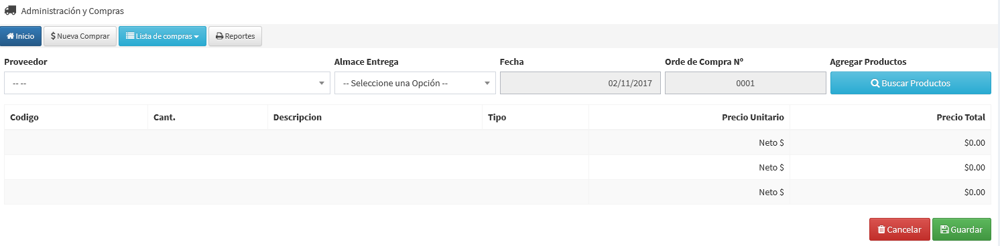 Administración y Compras
Inicio $ Nueva Comprar Lista de compras Reportes
Proveedor Almace Entrega Fecha Orde de Compra Nº Agregar Productos
-- -- -- Seleccione una Opción -- 02/11/2017 0001 Buscar Productos
Codigo Cant. Descripcion Tipo Precio Unitario Precio Total
Neto $ $0.00
Neto $ $0.00
Neto $ $0.00
Cancelar Guardar